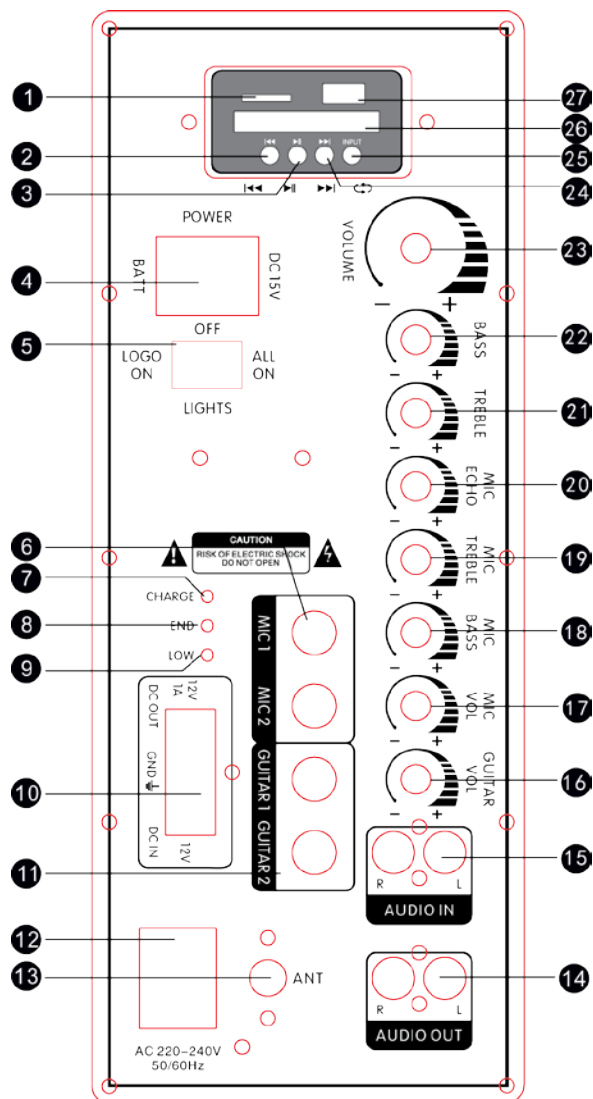 1
27
26
INPUT
2
25
3
24
POWER
BATT
DC 15V
4
OFF
VOLUME
23
- +
5
LOGO ON
ALL ON
LIGHTS
BASS
22
- +
TREBLE
21
- +
MIC ECHO
20
- +
6
CAUTION
RISK OF ELECTRIC SHOCK
DO NOT OPEN
MIC TREBLE
19
- +
7
CHARGE
8
END
9
LOW
MIC 1
MIC BASS
18
- +
MIC 2
MIC VOL
17
- +
DC OUT
12V 1A
GND
DC IN
12V
10
GUITAR 1
GUITAR 2
11
GUITAR VOL
16
- +
R L
15
AUDIO IN
12
13
ANT
R L
14
AUDIO OUT
AC 220-240V
50/60Hz